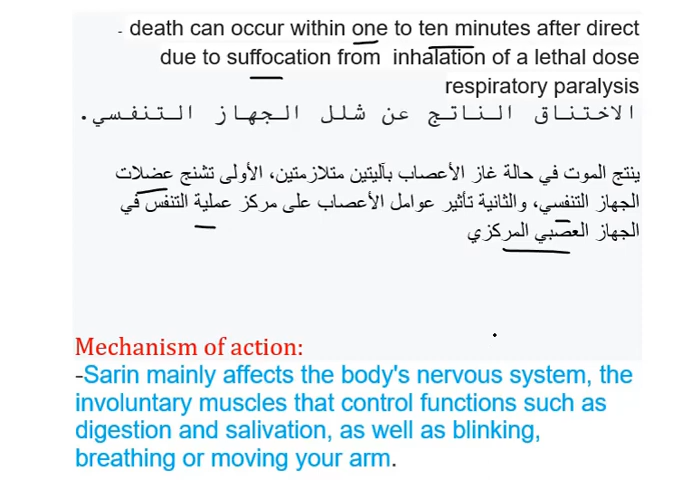 - death can occur within one to ten minutes after direct
due to suffocation from inhalation of a lethal dose
respiratory paralysis
الاختناق الناتج عن شلل الجهاز التنفسي.
ينتج الموت في حالة غاز الأعصاب بآليتين متلازمتين، الأولى تشنج عضلات
الجهاز التنفسي، والثانية تأثير عوامل الأعصاب على مركز عملية التنفس في
الجهاز العصبي المركزي
Mechanism of action:
-Sarin mainly affects the body's nervous system, the
involuntary muscles that control functions such as
digestion and salivation, as well as blinking,
breathing or moving your arm.